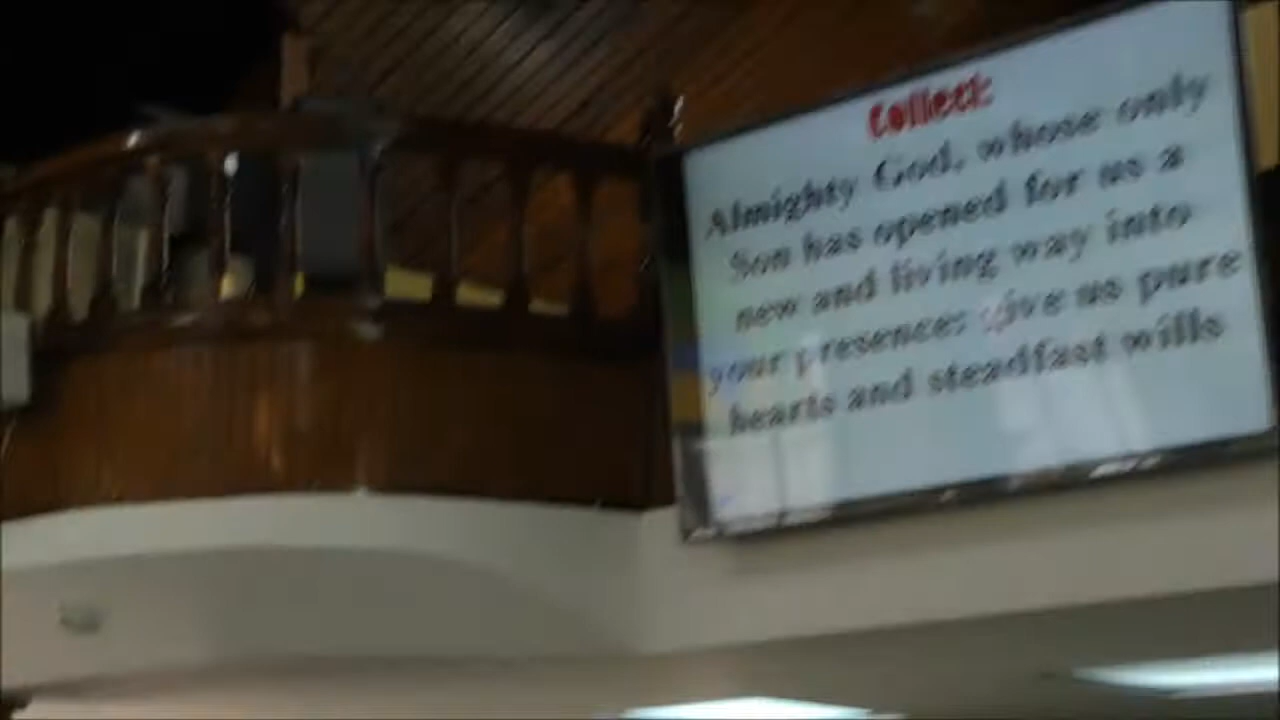 Collect
Almighty God, whose only
Son has opened for us a
new and living way into
your presence: give us pure
hearts and steadfast wills